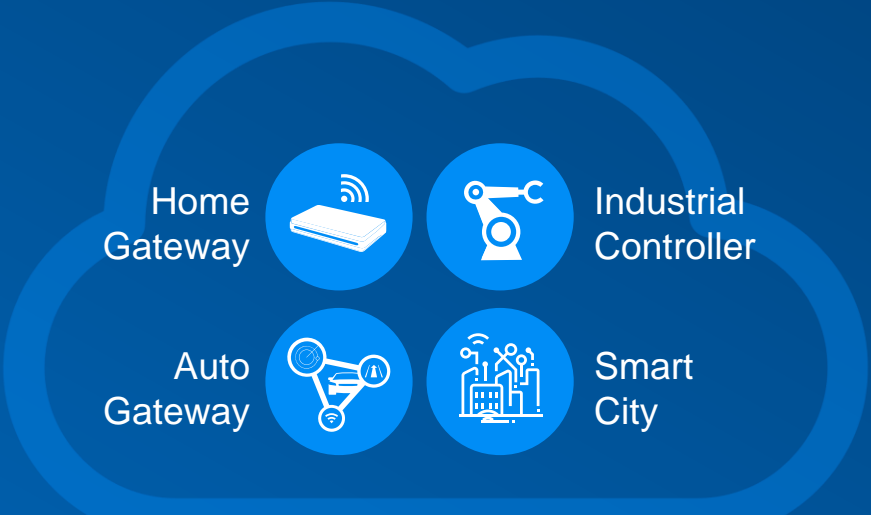 Home
Gateway
Industrial
Controller
Auto
Gateway
Smart
City